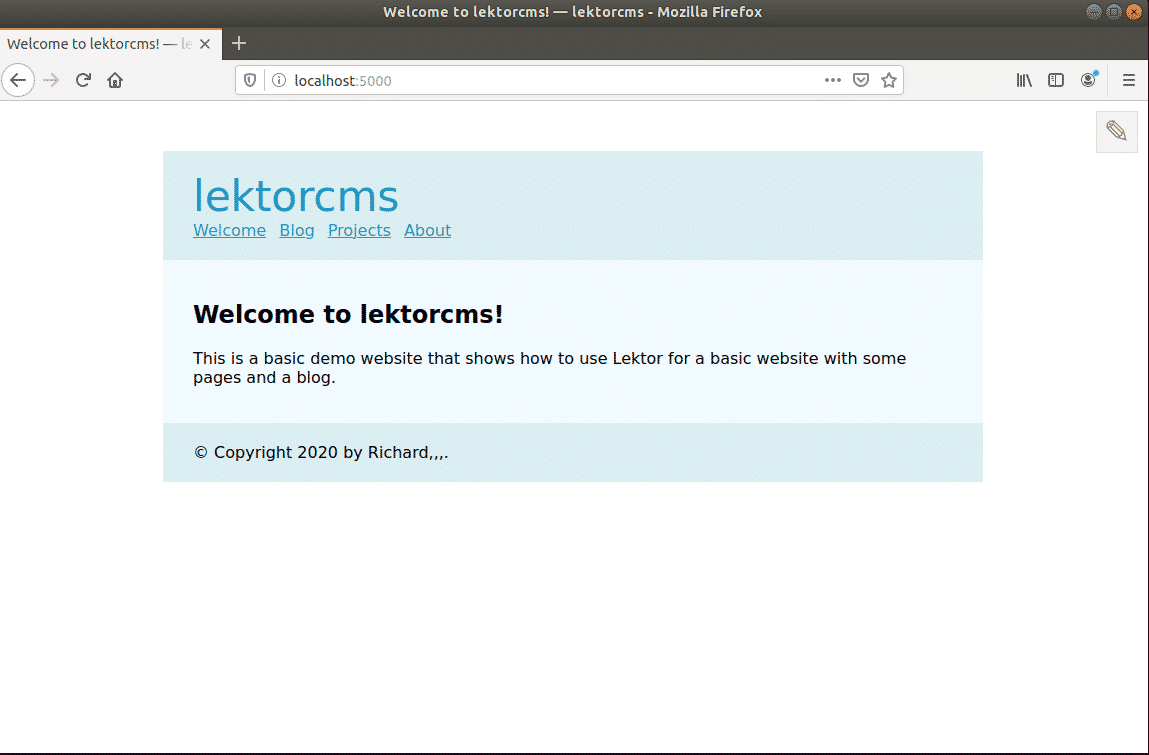 Welcome to lektorcms! — lektorcms - Mozilla Firefox
Welcome to lektorcms! — le
localhost:5000
lektorcms
Welcome Blog Projects About
Welcome to lektorcms!
This is a basic demo website that shows how to use Lektor for a basic website with some
pages and a blog.
© Copyright 2020 by Richard,,,.